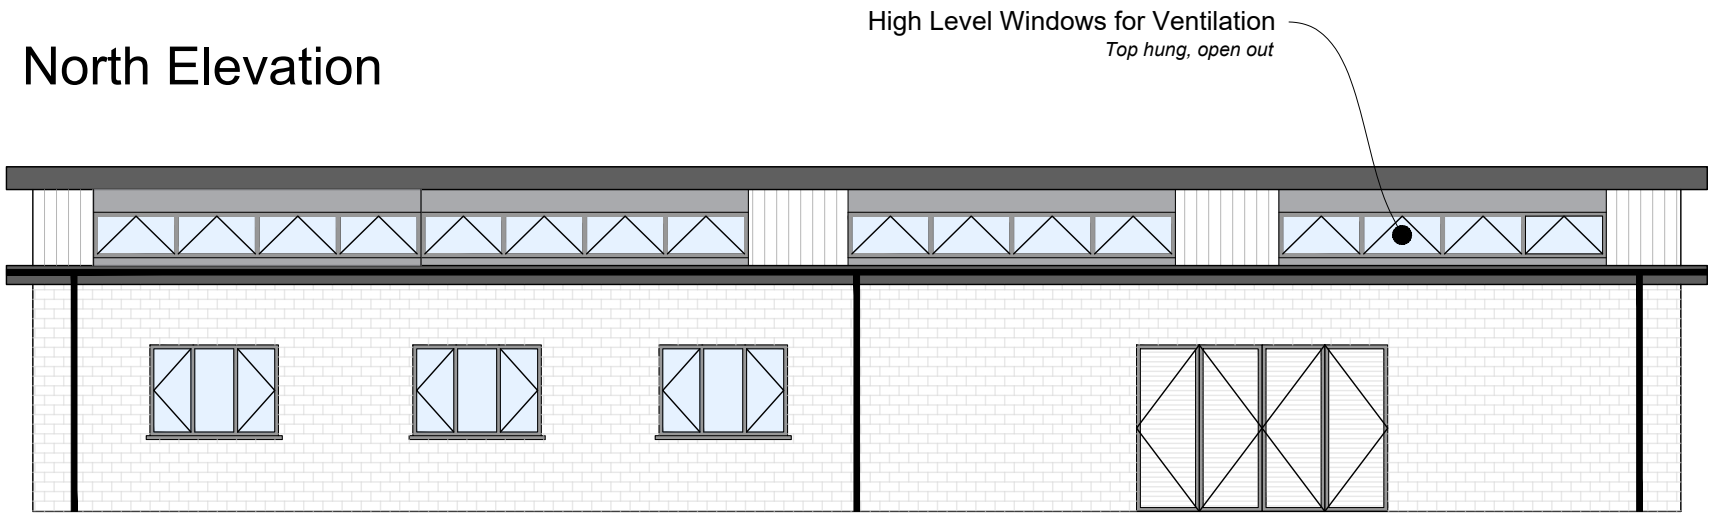 High Level Windows for Ventilation
Top hung, open out
North Elevation